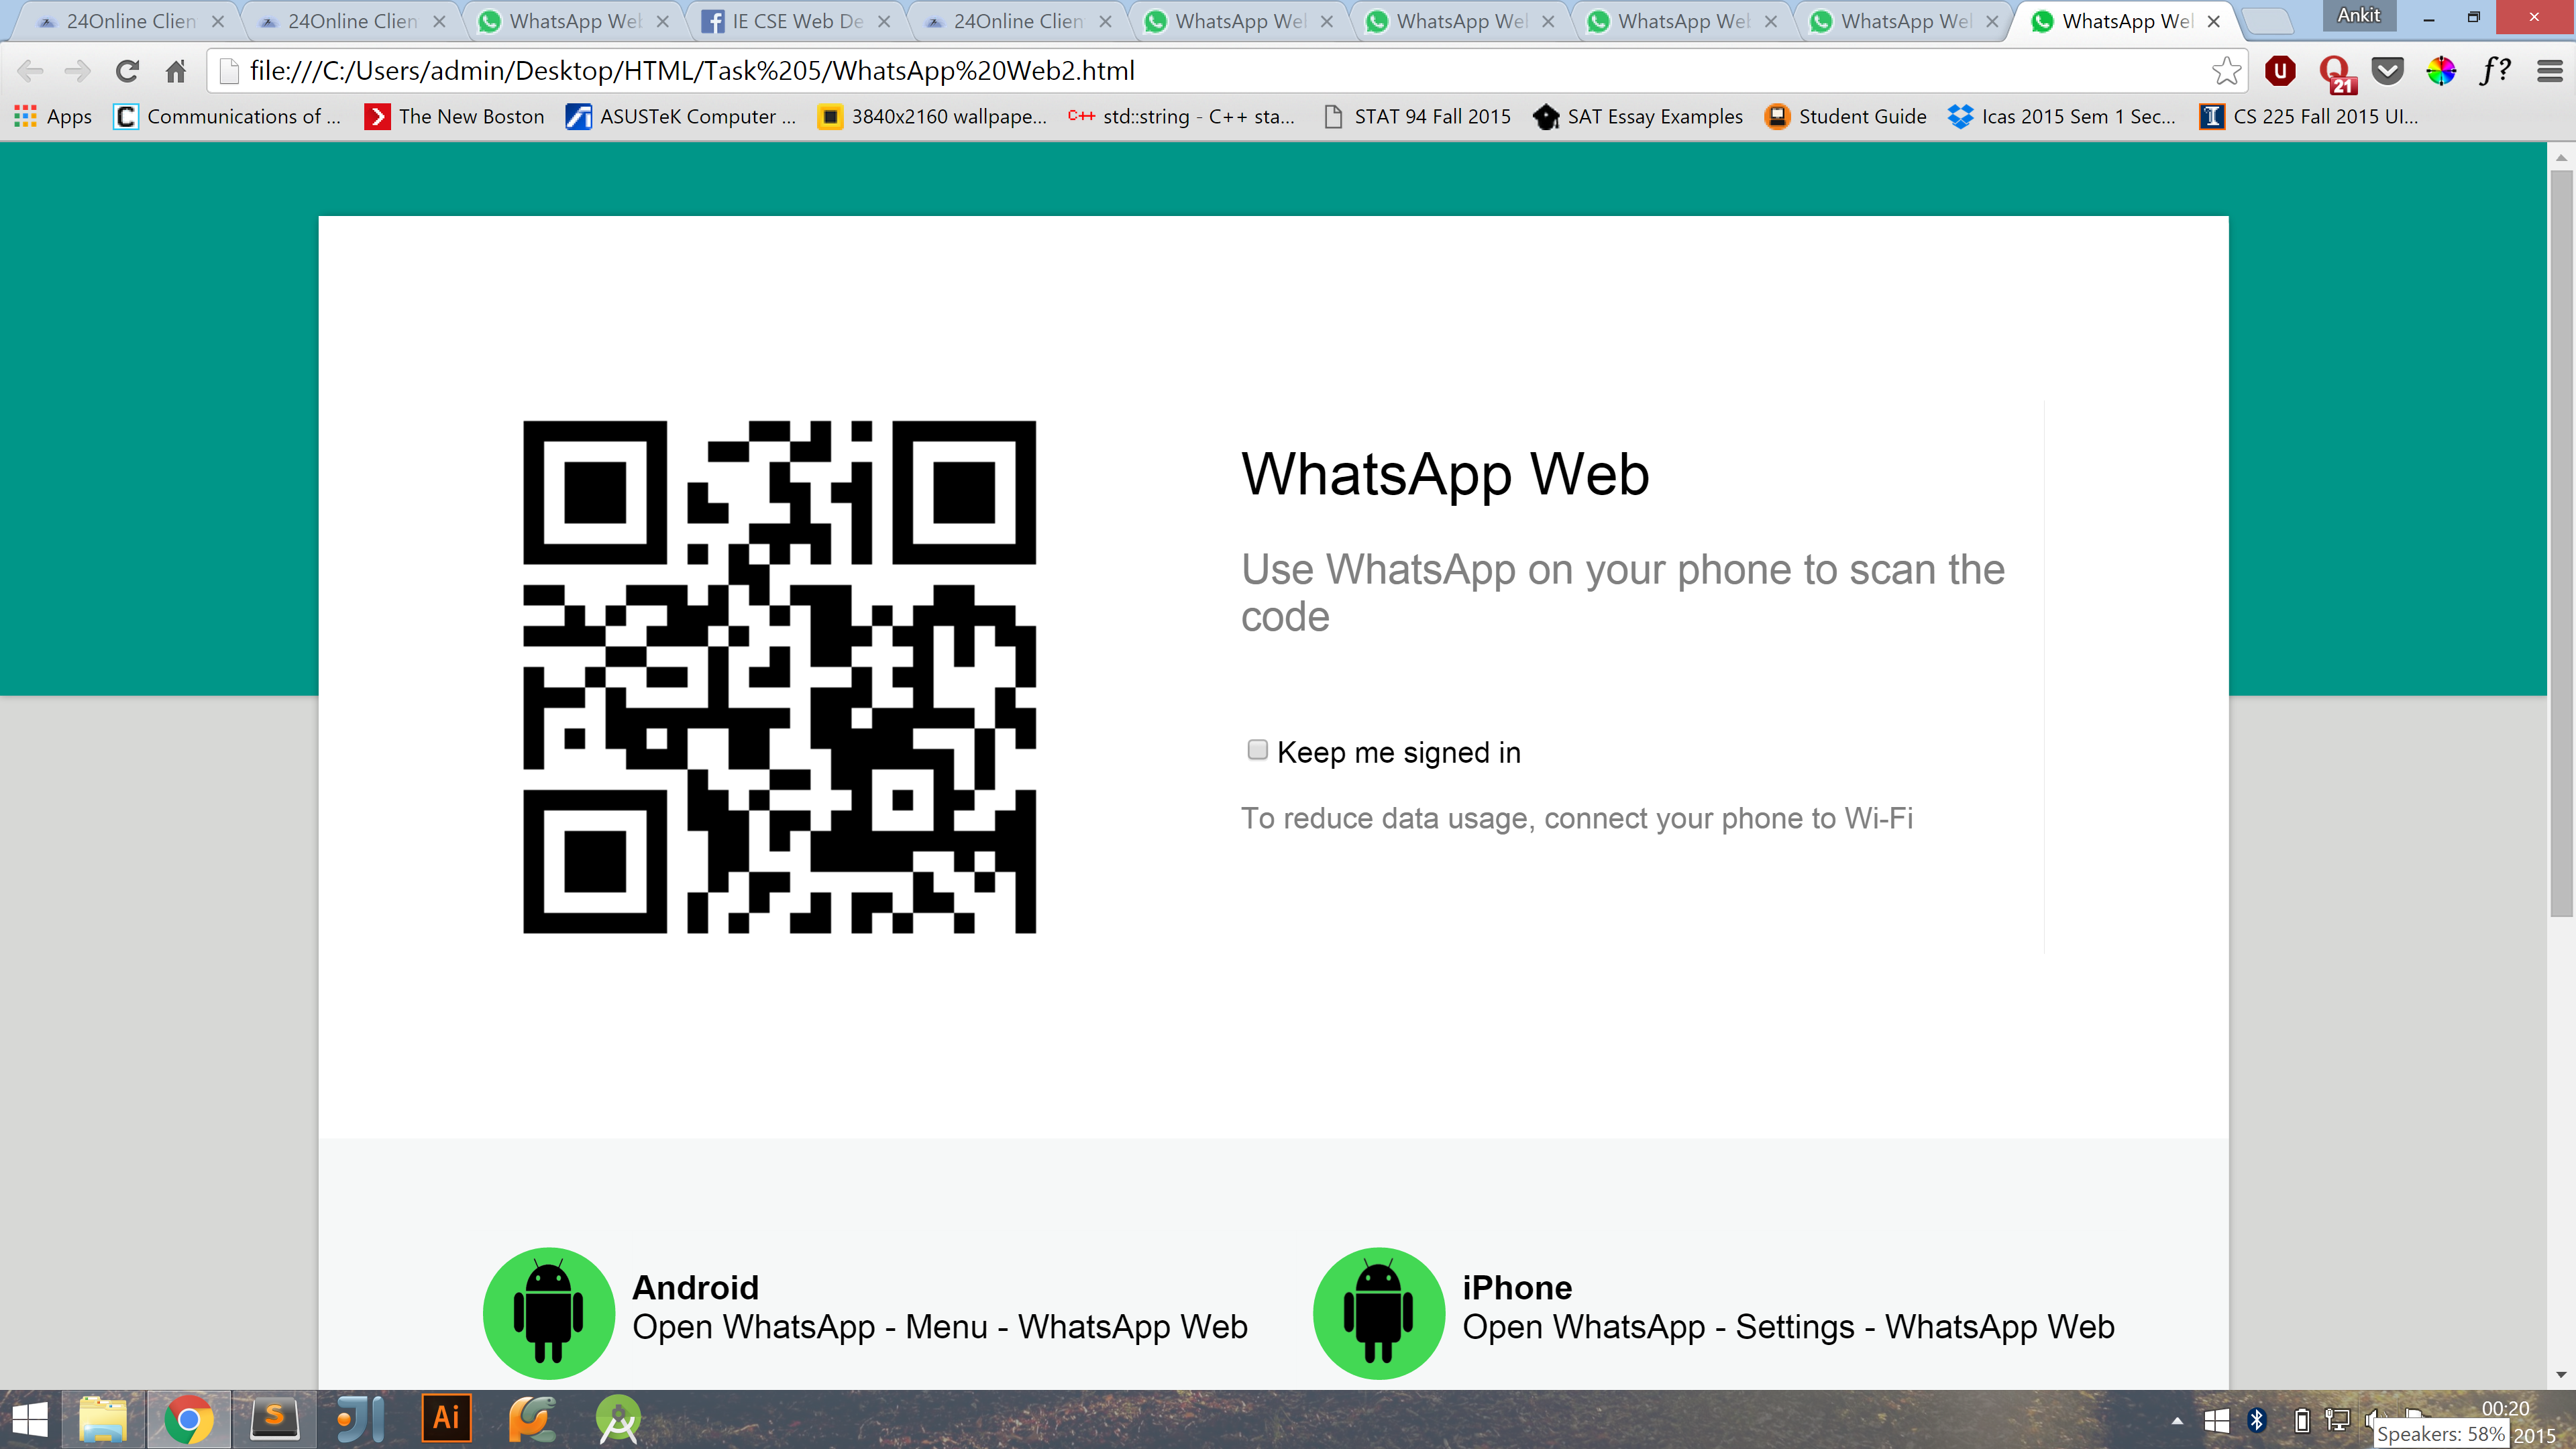 24Online Clien
24Online Clien
WhatsApp Web
IE CSE Web De
24Online Clien
WhatsApp Wel
WhatsApp Wel
WhatsApp Web
WhatsApp Wel
WhatsApp Wel
Ankit
file:///C:/Users/admin/Desktop/HTML/Task%205/WhatsApp%20Web2.html
21
f?
Apps
Communications of ...
The New Boston
ASUSTeK Computer ...
3840x2160 wallpape...
C++ std::string - C++ sta...
STAT 94 Fall 2015
SAT Essay Examples
Student Guide
Icas 2015 Sem 1 Sec...
CS 225 Fall 2015 UI...
WhatsApp Web
Use WhatsApp on your phone to scan the
code
Keep me signed in
To reduce data usage, connect your phone to Wi-Fi
Android
Open WhatsApp - Menu - WhatsApp Web
iPhone
Open WhatsApp - Settings - WhatsApp Web
Ai
00:20
Speakers: 58%
2015